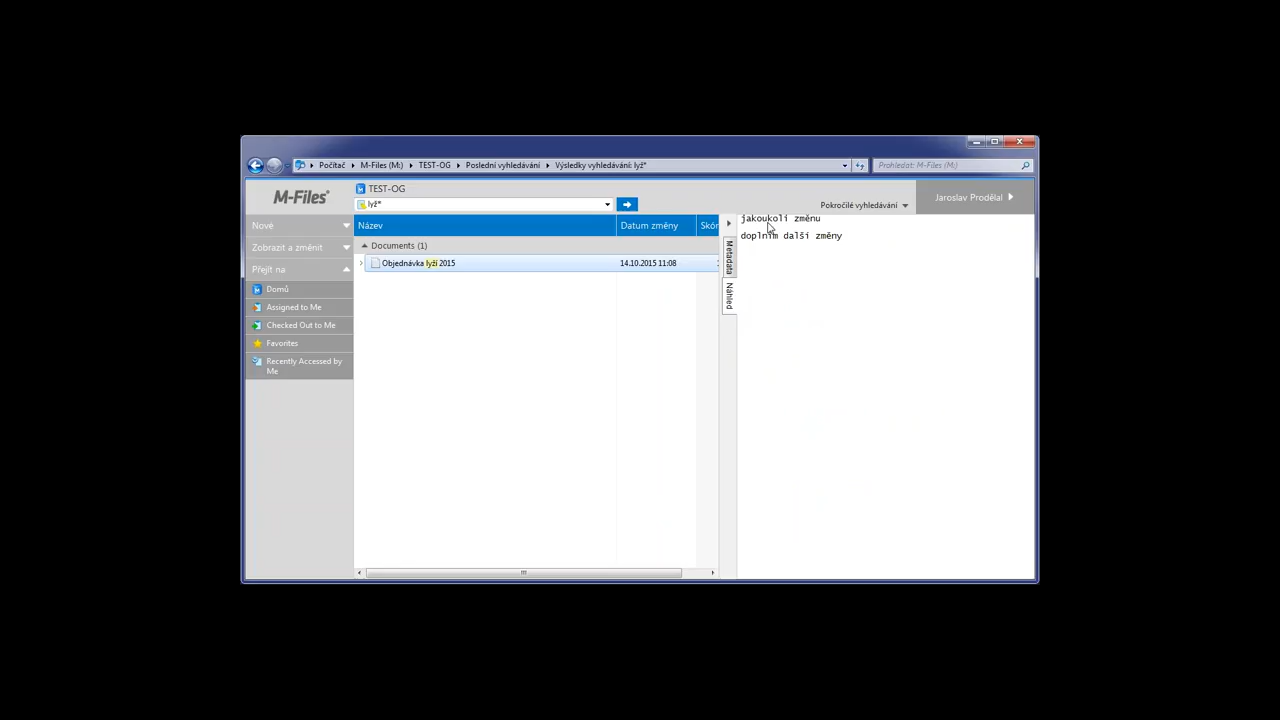 Počítač ▸ M-Files (M:) ▸ TEST-OG ▸ Poslední vyhledávání ▸ Výsledky vyhledávání: lyž*
Prohledat: M-Files (M:)
M-Files®
TEST-OG
lyž*
Pokročilé vyhledávání
Jaroslav Prodělal
Nové
Zobrazit a změnit
Přejít na
Domů
Assigned to Me
Checked Out to Me
Favorites
Recently Accessed by
Me
Název
Datum změny
Skór
Documents (1)
Objednávka lyží 2015
14.10.2015 11:08
Metadata
Náhled
jakoukoli změnu
doplním další změny